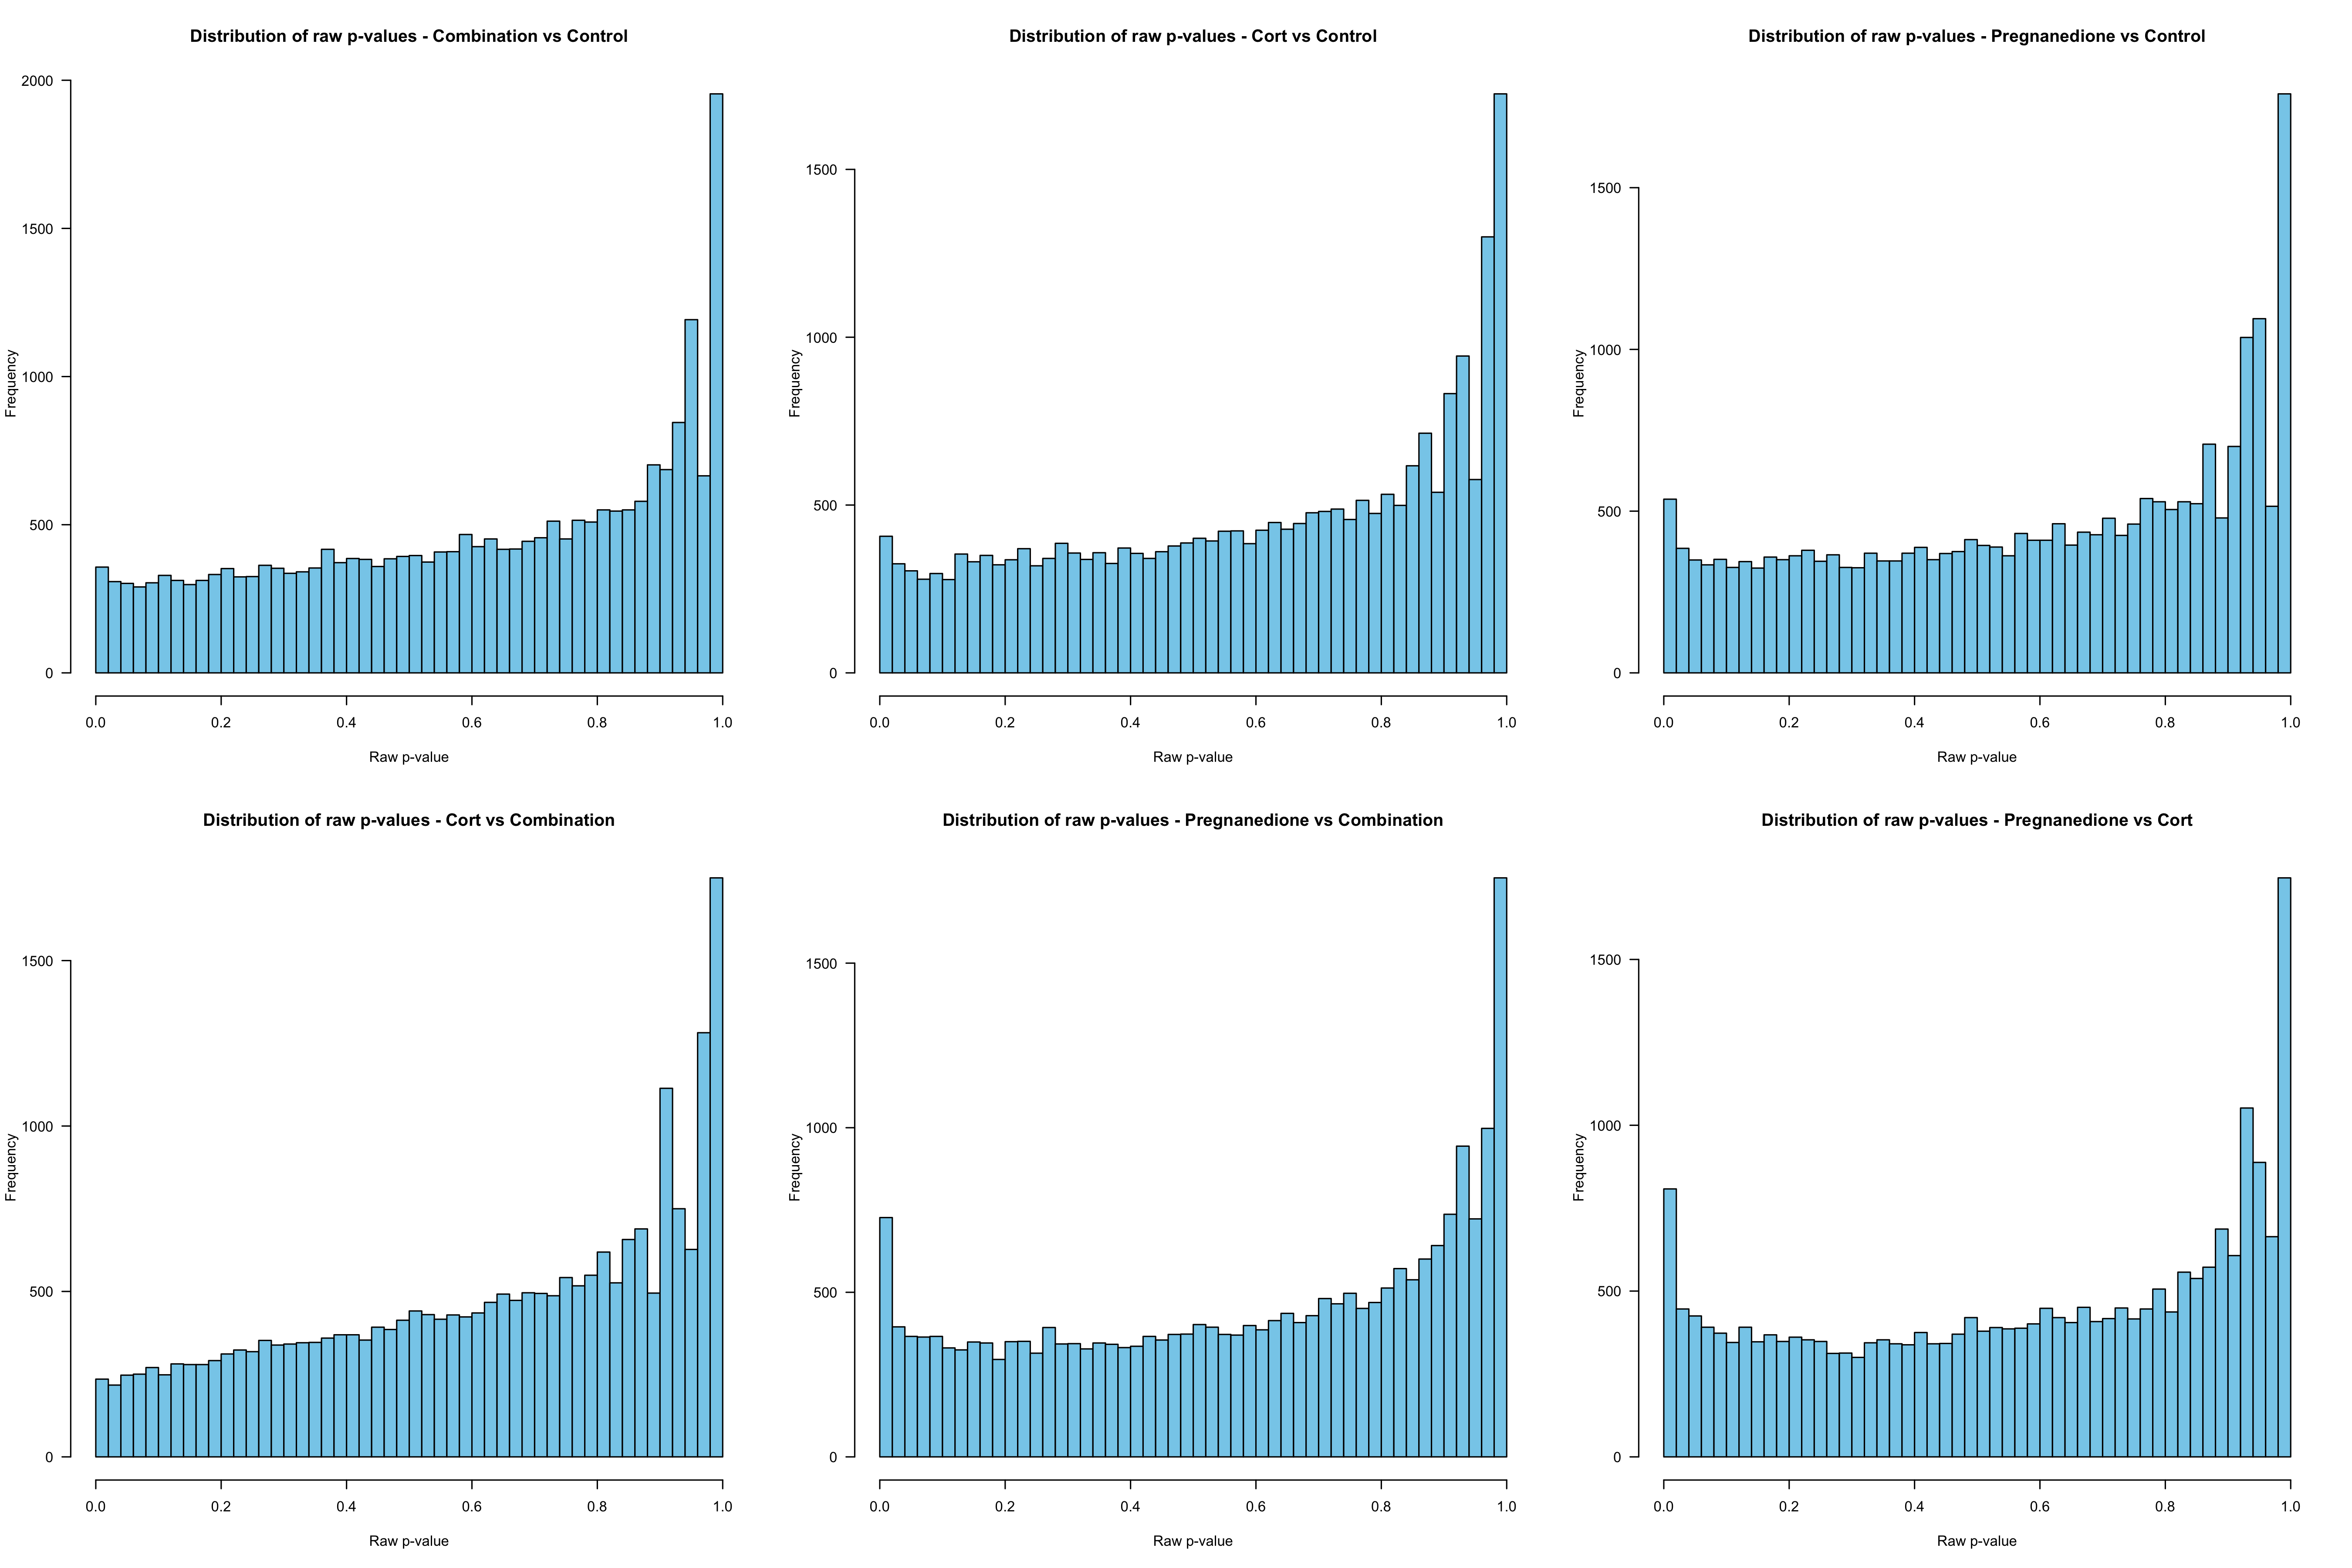 Distribution of raw p-values - Combination vs Control
2000
1500
1000
500
0
Frequency
0.0 0.2 0.4 0.6 0.8 1.0
Raw p-value
Distribution of raw p-values - Cort vs Control
1500
1000
500
0
Frequency
0.0 0.2 0.4 0.6 0.8 1.0
Raw p-value
Distribution of raw p-values - Pregnanedione vs Control
1500
1000
500
0
Frequency
0.0 0.2 0.4 0.6 0.8 1.0
Raw p-value
Distribution of raw p-values - Cort vs Combination
1500
1000
500
0
Frequency
0.0 0.2 0.4 0.6 0.8 1.0
Raw p-value
Distribution of raw p-values - Pregnanedione vs Combination
1500
1000
500
0
Frequency
0.0 0.2 0.4 0.6 0.8 1.0
Raw p-value
Distribution of raw p-values - Pregnanedione vs Cort
1500
1000
500
0
Frequency
0.0 0.2 0.4 0.6 0.8 1.0
Raw p-value